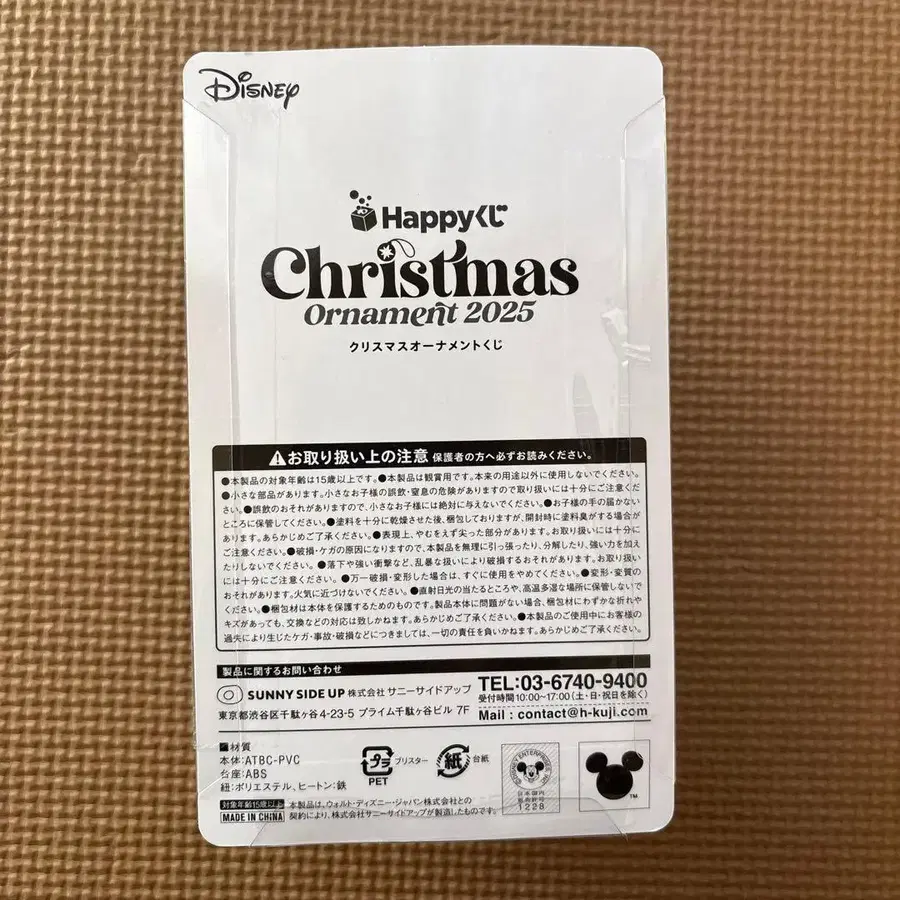 Disney
Happyくじ
Christmas
Ornament 2025
クリスマスオーナメントくじ
お取り扱い上の注意 保護者の方へ必ずお読みください。
●本製品の対象年齢は15歳以上です。●本製品は観賞用です。本来の用途以外に使用しないでください。
●小さな部品があります。小さなお子様の誤飲・窒息の危険がありますので取り扱いには十分にご注意くださ
い。●誤飲のおそれがありますので、小さなお子様には絶対に与えないでください。●お子様の手の届かない
ところに保管してください。●塗料を十分に乾燥させた後、梱包しておりますが、開封時に塗料臭がする場合が
あります。あらかじめご了承ください。●表現上、やむをえず尖った部分があります。お取り扱いには十分に
ご注意ください。●破損・ケガの原因になりますので、本製品を無理に引っ張ったり、分解したり、強い力を加え
たりしないでください。●落下や強い衝撃など、乱暴な扱いにより破損するおそれがあります。お取り扱い
には十分にご注意ください。●万一破損・変形した場合は、すぐに使用をやめてください。●変形・変質の
おそれがあります。火気に近づけないでください。●直射日光の当たるところや、高温多湿な場所に保管しないで
ください。●梱包材は本体を保護するためのものです。製品本体に問題がない場合、梱包材にわずかな折れや
キズがあっても、交換などの対応は致しかねます。あらかじめご了承ください。●本製品のご使用中にお客様の
過失により生じたケガ・事故・破損などにつきましては、一切の責任を負いかねます。あらかじめご了承ください。
製品に関するお問い合わせ
SUNNY SIDE UP 株式会社 サニーサイドアップ
東京都渋谷区千駄ヶ谷4-23-5 プライム千駄ヶ谷ビル 7F
TEL:03-6740-9400
受付時間10:00~17:00(土・日・祝日を除く)
Mail : contact@h-kuji.com
■材質
本体:ATBC-PVC
台座:ABS
紐:ポリエステル、ヒートン:鉄
プラ ブリスター
PET
紙 台紙
対象年齢15歳以上
MADE IN CHINA
本製品は、ウォルト・ディズニー・ジャパン株式会社との
契約により、株式会社サニーサイドアップが製造したものです。
日本国内
1228
TM